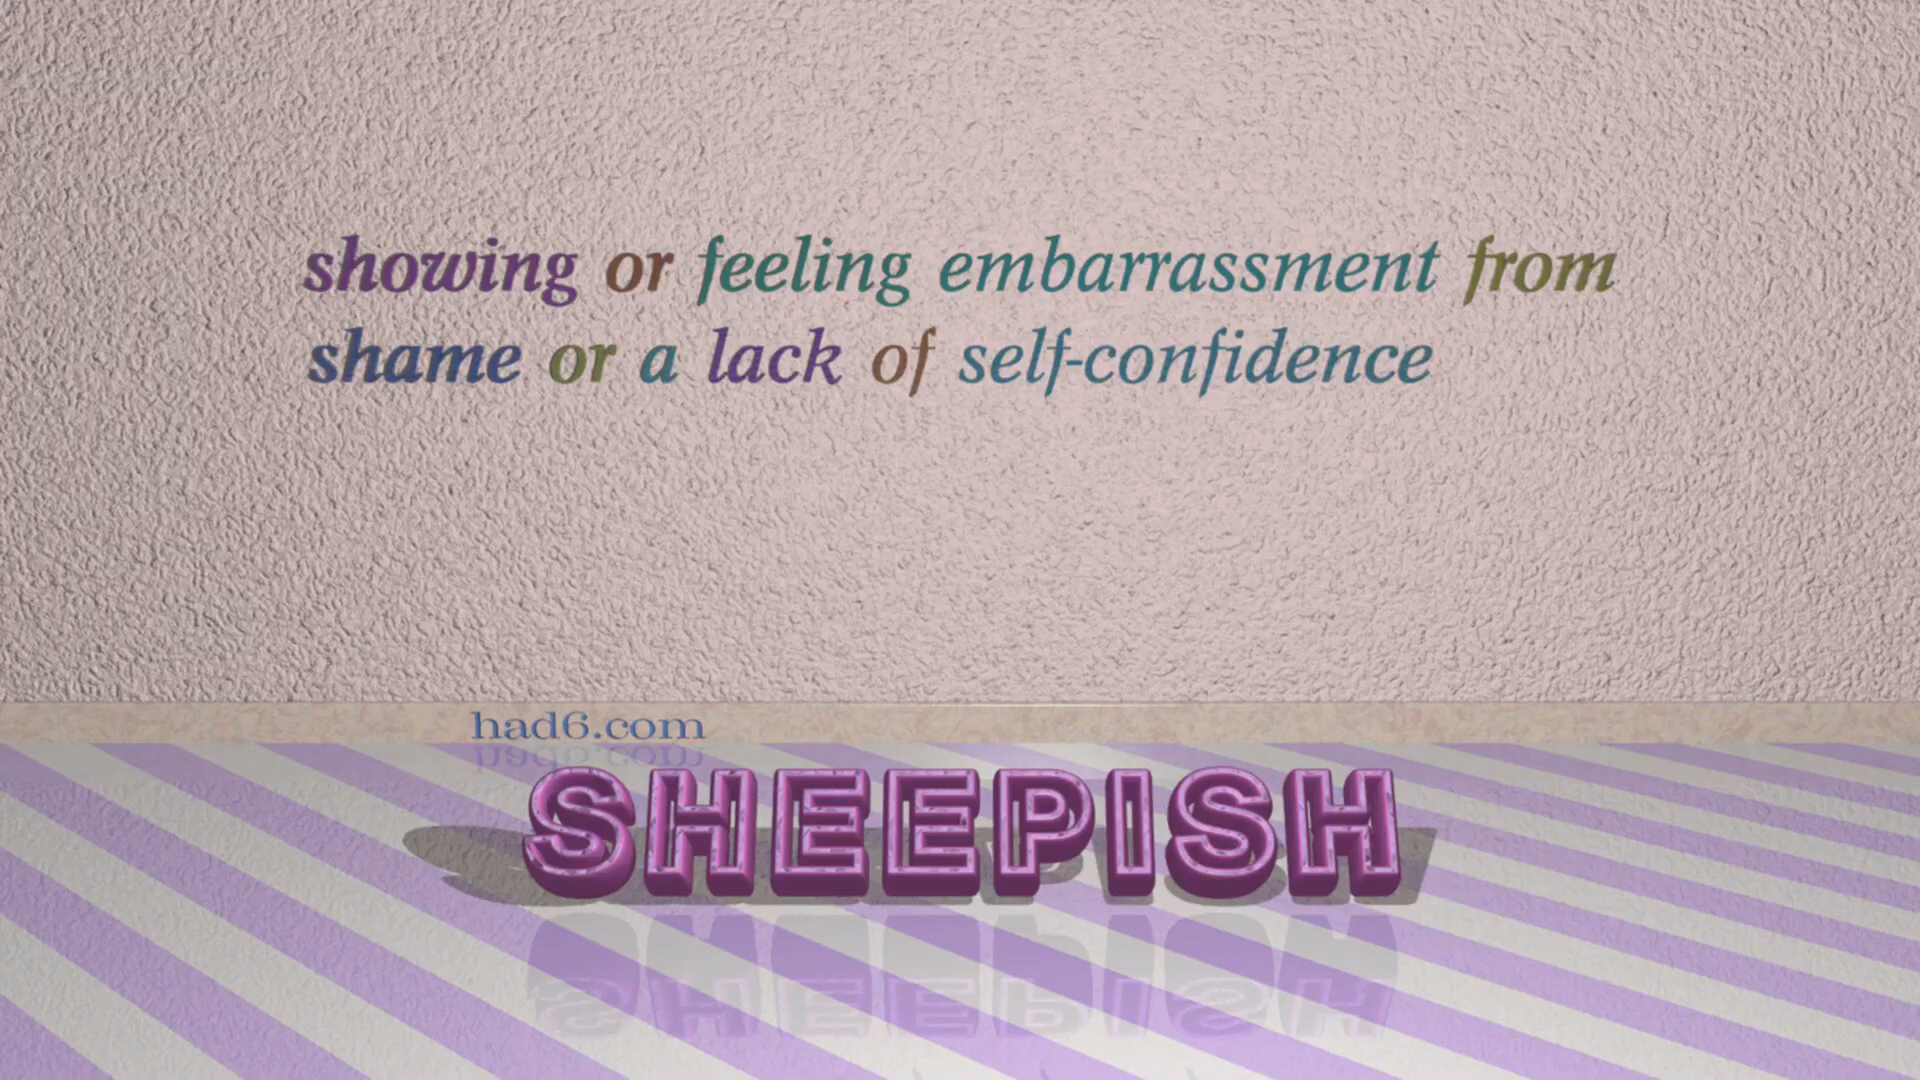 showing or feeling embarrassment from
shame or a lack of self-confidence
had6.com
SHEEPISH